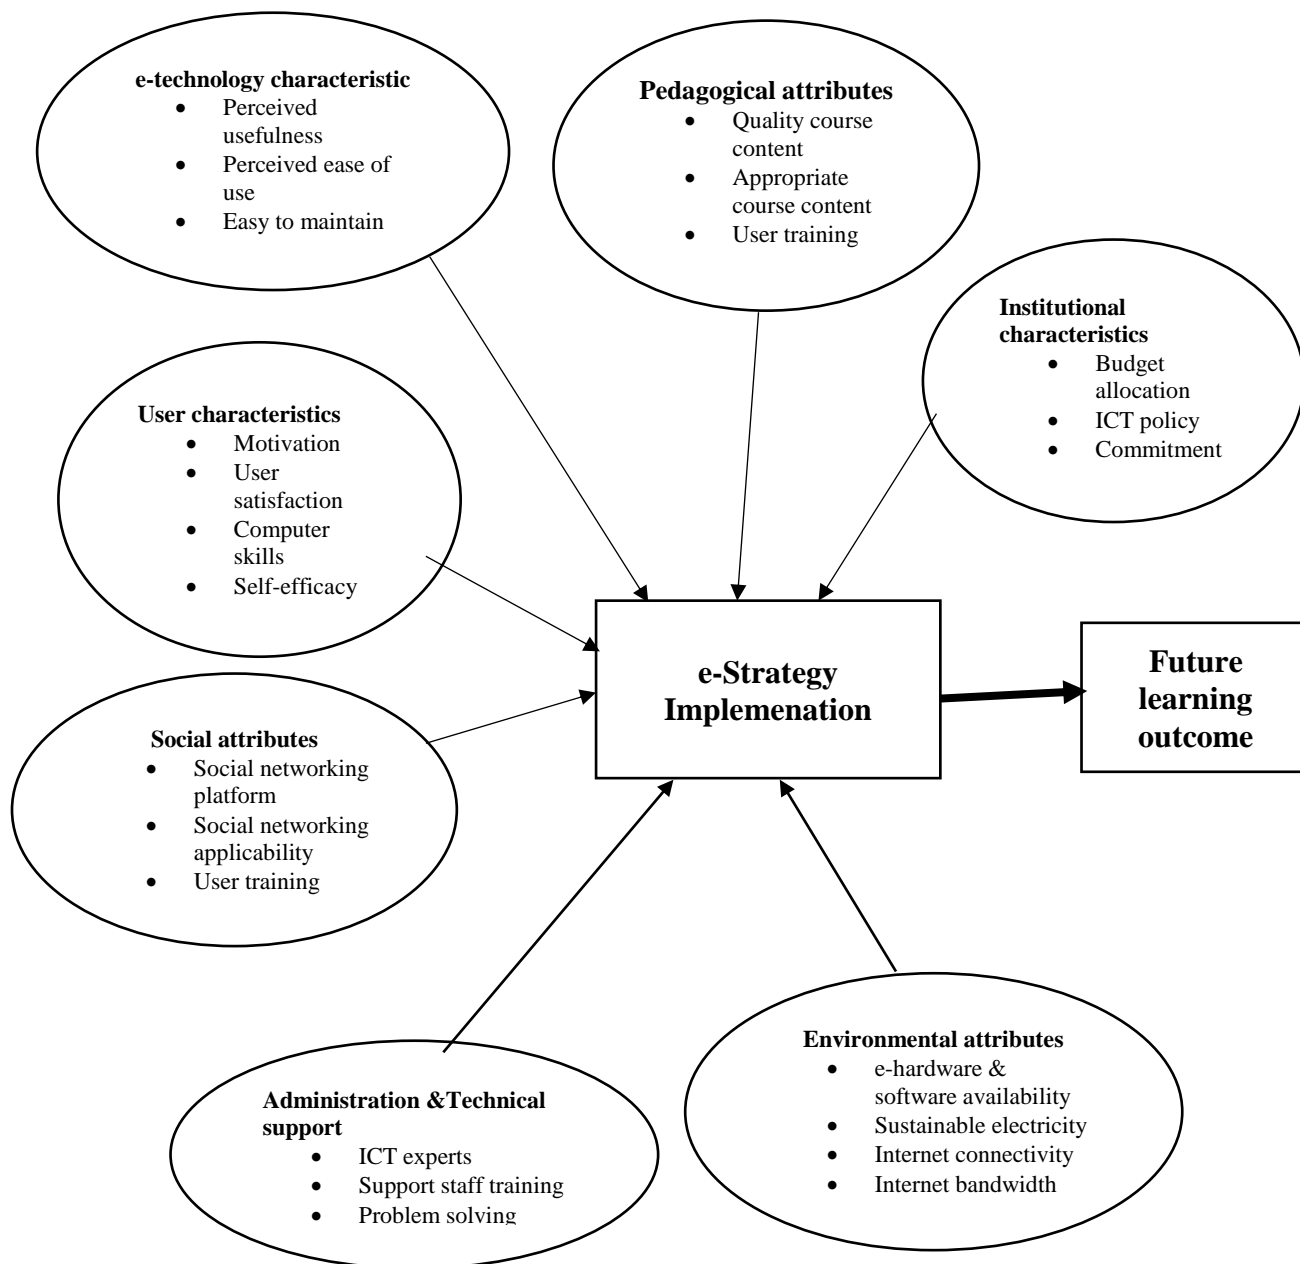 e-technology characteristic
• Perceived
usefulness
• Perceived ease of
use
• Easy to maintain
Pedagogical attributes
• Quality course
content
• Appropriate
course content
• User training
Institutional
characteristics
• Budget
allocation
• ICT policy
• Commitment
User characteristics
• Motivation
• User
satisfaction
• Computer
skills
• Self-efficacy
e-Strategy
Implemenation
Future
learning
outcome
Social attributes
• Social networking
platform
• Social networking
applicability
• User training
Administration &Technical
support
• ICT experts
• Support staff training
• Problem solving
Environmental attributes
• e-hardware &
software availability
• Sustainable electricity
• Internet connectivity
• Internet bandwidth